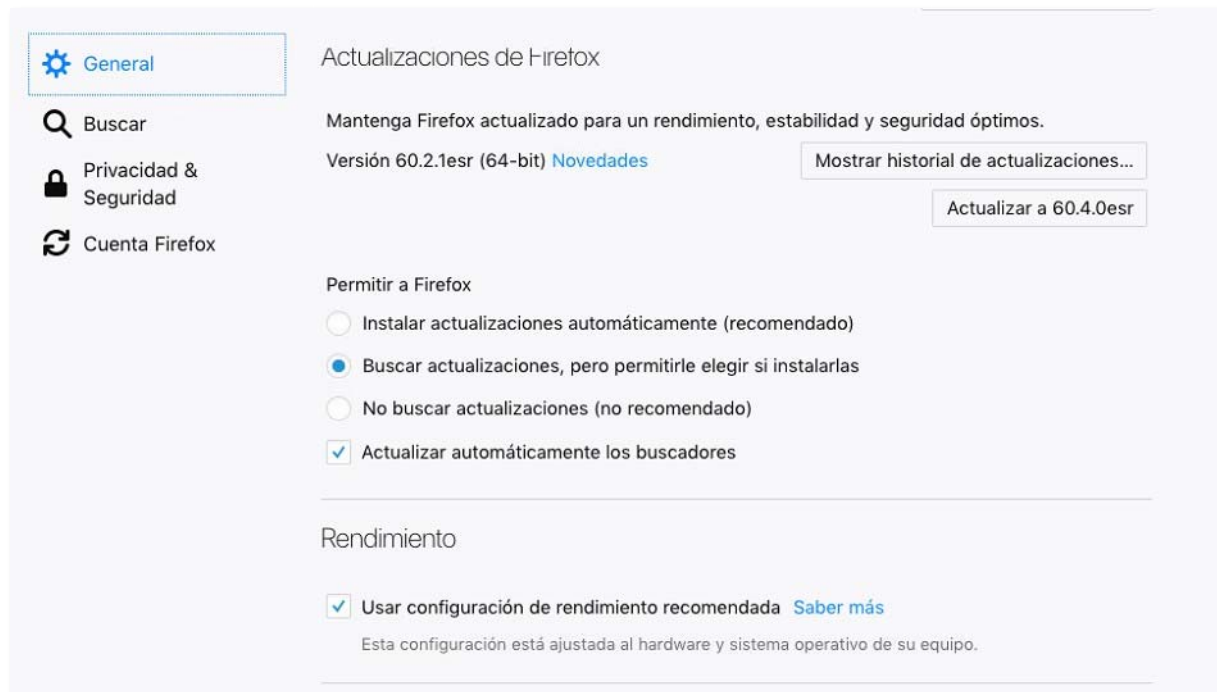 General
Buscar
Privacidad &
Seguridad
Cuenta Firefox
Actualizaciones de Firefox
Mantenga Firefox actualizado para un rendimiento, estabilidad y seguridad óptimos.
Versión 60.2.1esr (64-bit) Novedades
Mostrar historial de actualizaciones...
Actualizar a 60.4.0esr
Permitir a Firefox
Instalar actualizaciones automáticamente (recomendado)
Buscar actualizaciones, pero permitirle elegir si instalarlas
No buscar actualizaciones (no recomendado)
Actualizar automáticamente los buscadores
Rendimiento
Usar configuración de rendimiento recomendada Saber más
Esta configuración está ajustada al hardware y sistema operativo de su equipo.